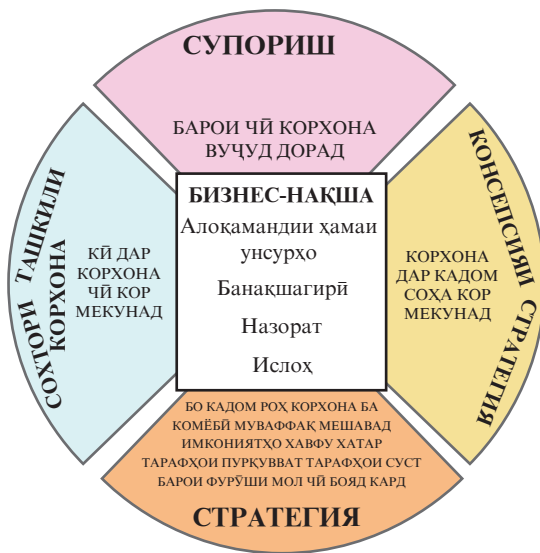 СУПОРИШ
БАРОИ ЧӢ КОРХОНА
ВУҶУД ДОРАД
СОХТОРИ ТАШКИЛИ
КОРХОНА
КӢ ДАР
КОРХОНА
ЧӢ КОР
МЕКУНАД
БИЗНЕС-НАҚША
Алоқамандии ҳамаи
унсурҳо
Банақшагирӣ
Назорат
Ислоҳ
КОНСЕПСИЯИ СТРАТЕГИЯ
КОРХОНА
ДАР КАДОМ
СОҲА КОР
МЕКУНАД
БО КАДОМ РОҲ КОРХОНА БА
КОМЁБӢ МУВАФФАҚ МЕШАВАД
ИМКОНИЯТҲО ХАВФУ ХАТАР
ТАРАФҲОИ ПУРҚУВВАТ ТАРАФҲОИ СУСТ
БАРОИ ФУРӮШИ МОЛ ЧӢ БОЯД КАРД
СТРАТЕГИЯ